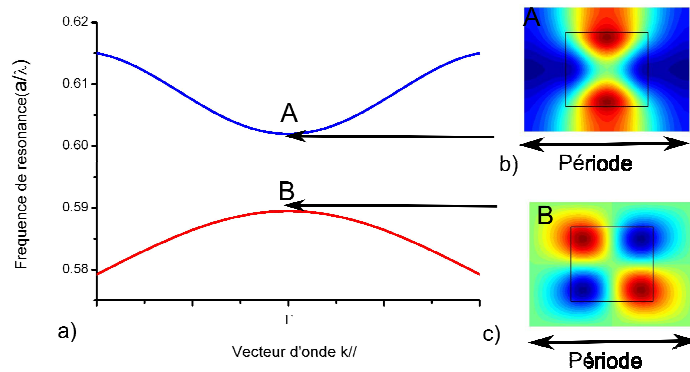 0.62
0.61
0.60
0.59
0.58
Frequence de resonance(a/λ)
A
B
Γ
a)
Vecteur d'onde k//
A
b)
Période
B
c)
Période